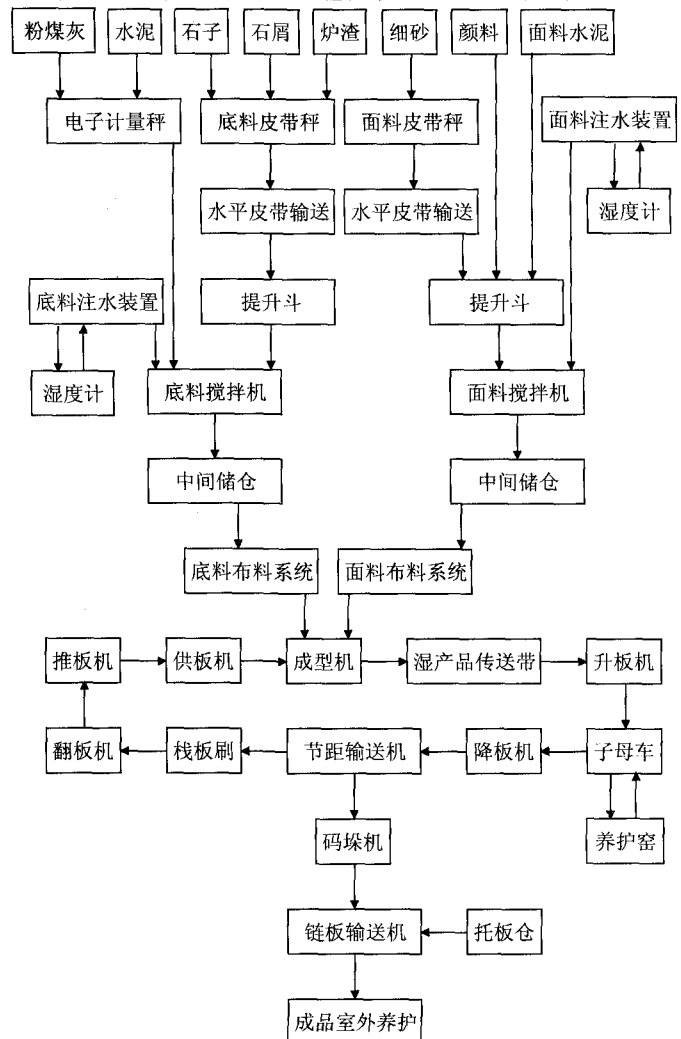 粉煤灰
水泥
石子
石屑
炉渣
细砂
颜料
面料水泥
电子计量秤
底料皮带秤
面料皮带秤
面料注水装置
水平皮带输送
水平皮带输送
湿度计
底料注水装置
提升斗
提升斗
湿度计
底料搅拌机
面料搅拌机
中间储仓
中间储仓
底料布料系统
面料布料系统
推板机
供板机
成型机
湿产品传送带
升板机
翻板机
栈板刷
节距输送机
降板机
子母车
码垛机
养护窑
链板输送机
托板仓
成品室外养护